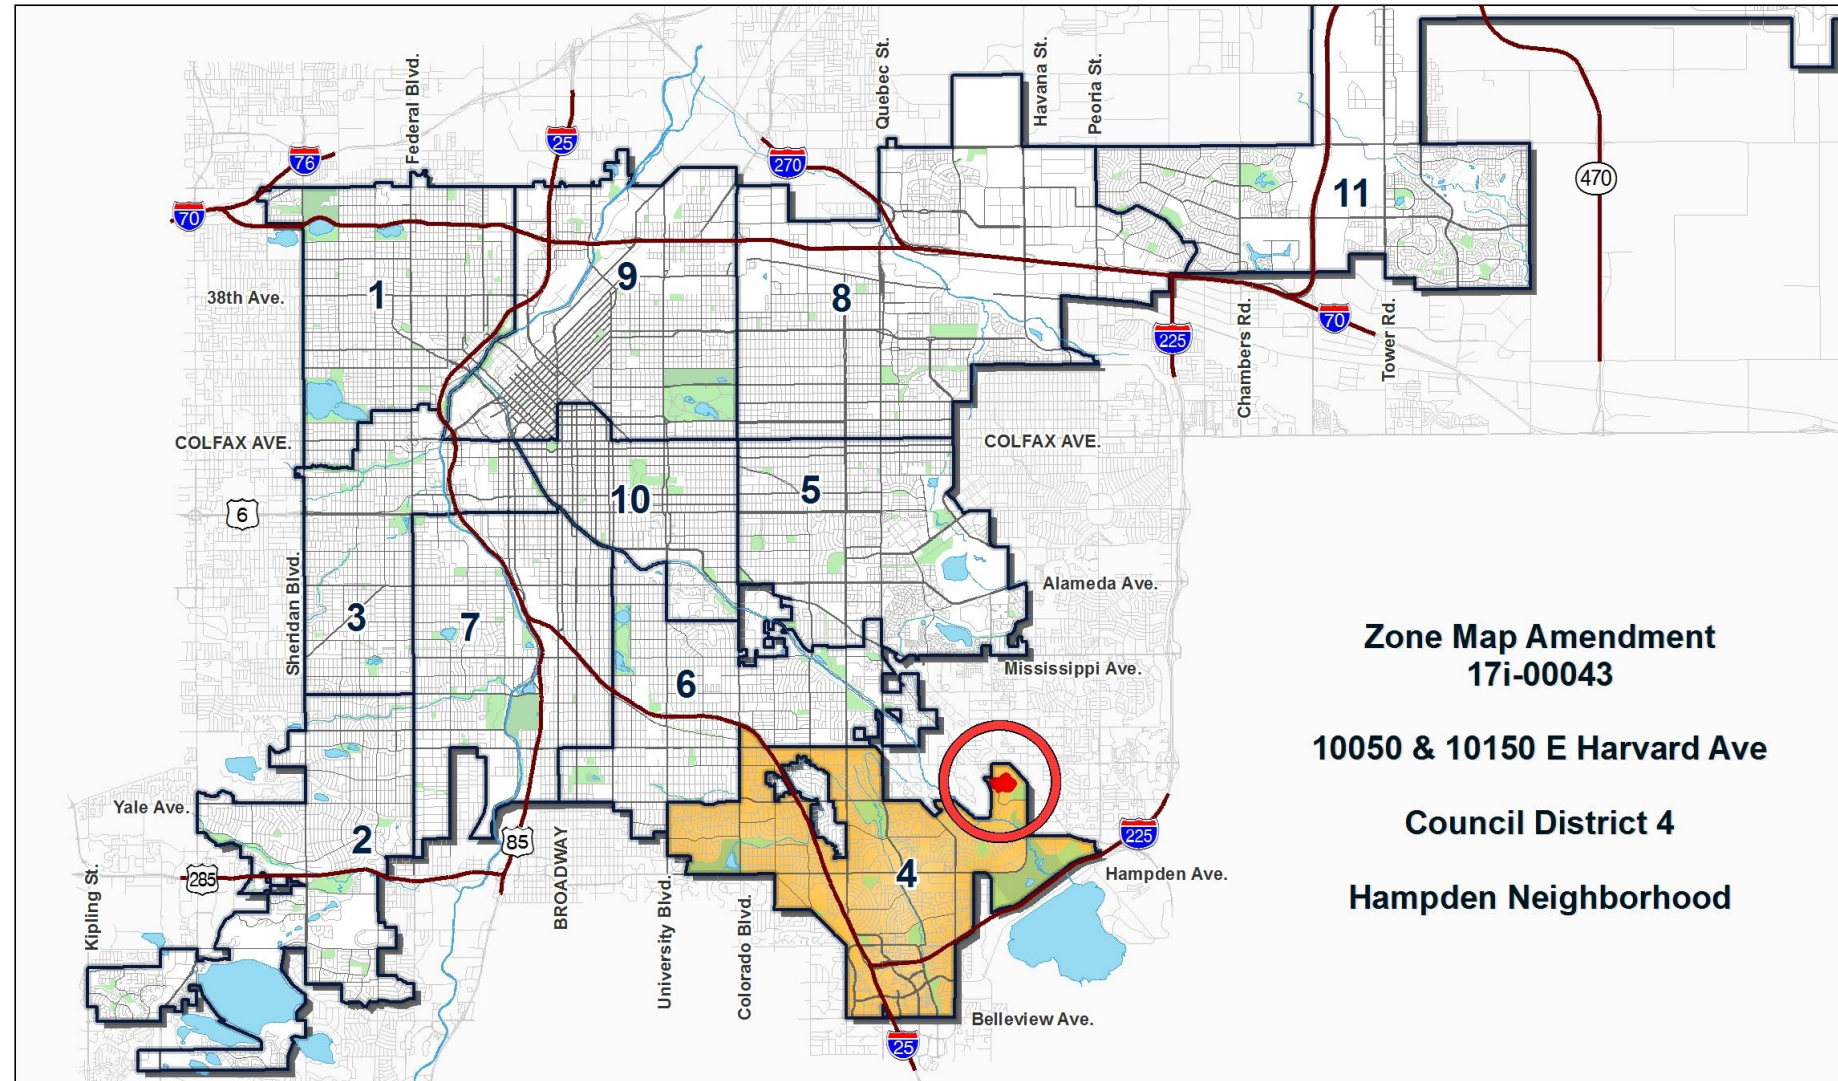 Federal Blvd.
Quebec St.
Havana St.
Peoria St.
76
25
270
70
470
11
9
1
8
38th Ave.
225
70
Chambers Rd.
Tower Rd.
COLFAX AVE.
COLFAX AVE.
10
5
6
Sheridan Blvd.
Alameda Ave.
3
7
6
Mississippi Ave.
Zone Map Amendment
17i-00043
10050 & 10150 E Harvard Ave
Council District 4
Hampden Neighborhood
Yale Ave.
2
85
BROADWAY
225
285
Kipling St.
University Blvd.
Colorado Blvd.
4
Hampden Ave.
Belleview Ave.
25